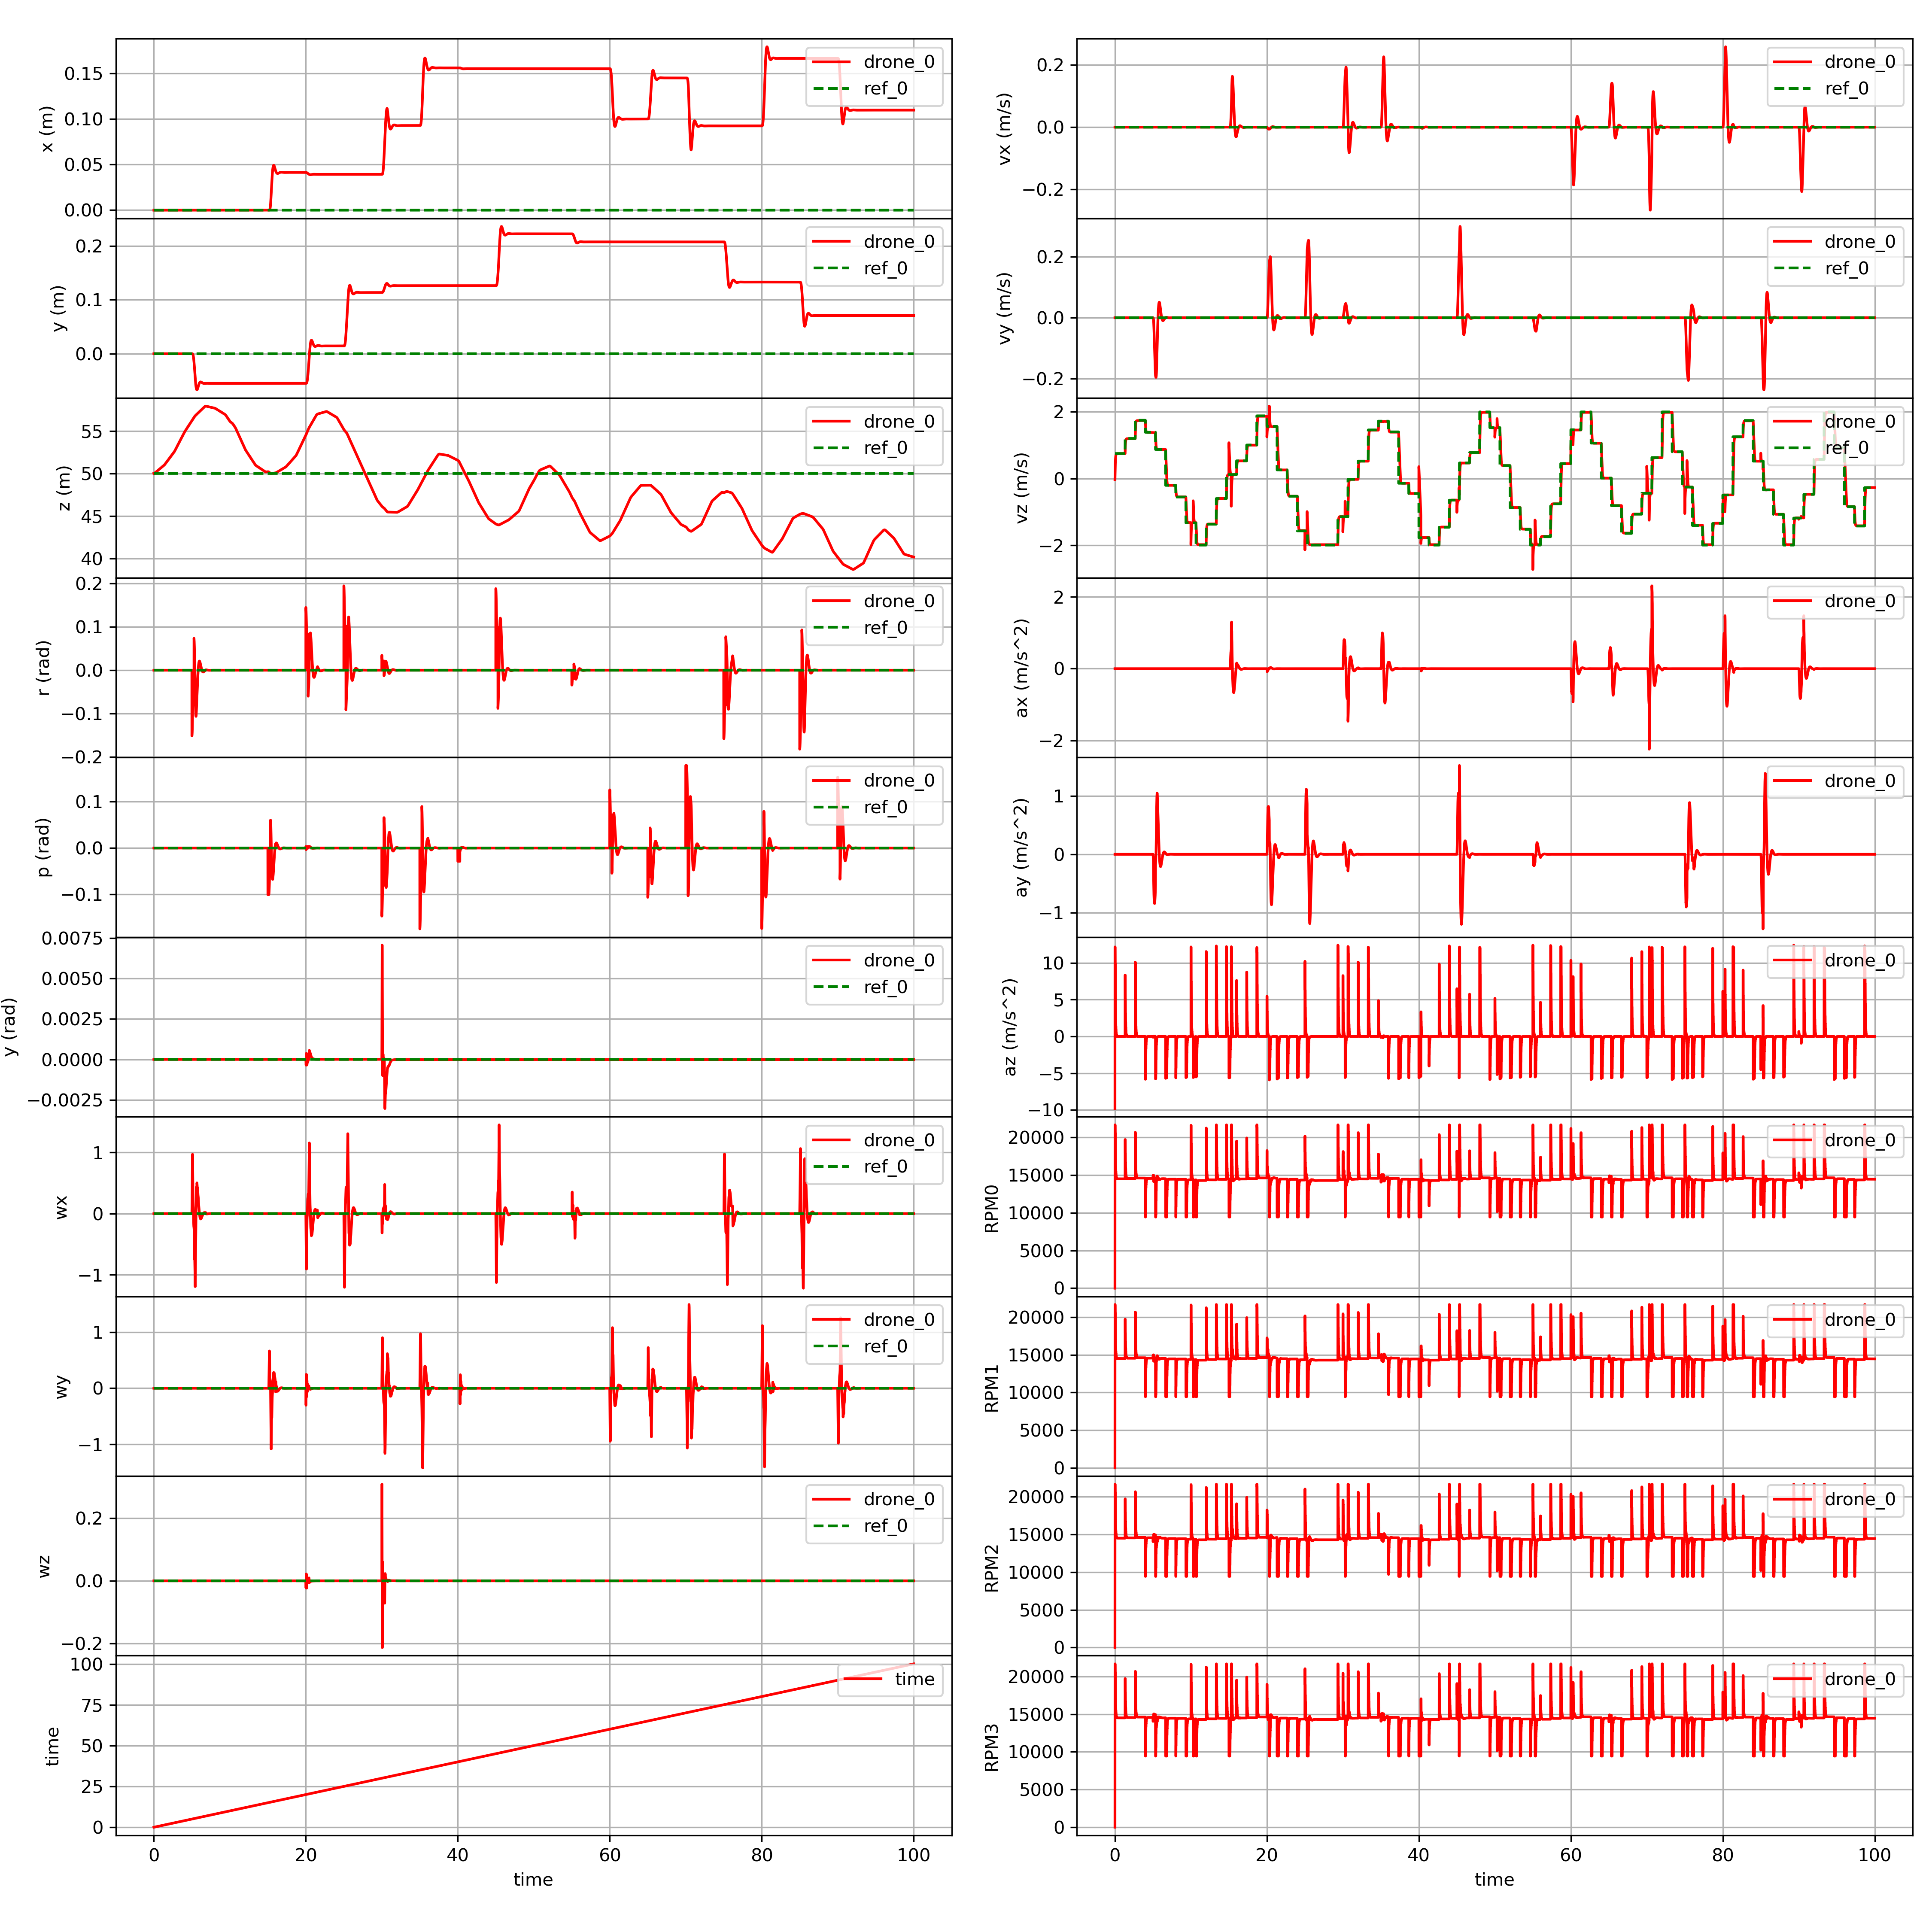 0.15
0.10
0.05
0.00
x (m)
drone_0
ref_0
0.2
0.1
0.0
y (m)
drone_0
ref_0
55
50
45
40
z (m)
drone_0
ref_0
0.2
0.1
0.0
−0.1
−0.2
r (rad)
drone_0
ref_0
0.1
0.0
−0.1
p (rad)
drone_0
ref_0
0.0075
0.0050
0.0025
0.0000
−0.0025
y (rad)
drone_0
ref_0
1
0
−1
wx
drone_0
ref_0
1
0
−1
wy
drone_0
ref_0
0.2
0.0
−0.2
wz
drone_0
ref_0
100
75
50
25
0
time
time
0 20 40 60 80 100
time
0.2
0.0
−0.2
vx (m/s)
drone_0
ref_0
0.2
0.0
−0.2
vy (m/s)
drone_0
ref_0
2
0
−2
vz (m/s)
drone_0
ref_0
2
0
−2
ax (m/s^2)
drone_0
1
0
−1
ay (m/s^2)
drone_0
10
5
0
−5
−10
az (m/s^2)
drone_0
20000
15000
10000
5000
0
RPM0
drone_0
20000
15000
10000
5000
0
RPM1
drone_0
20000
15000
10000
5000
0
RPM2
drone_0
20000
15000
10000
5000
0
RPM3
drone_0
0 20 40 60 80 100
time